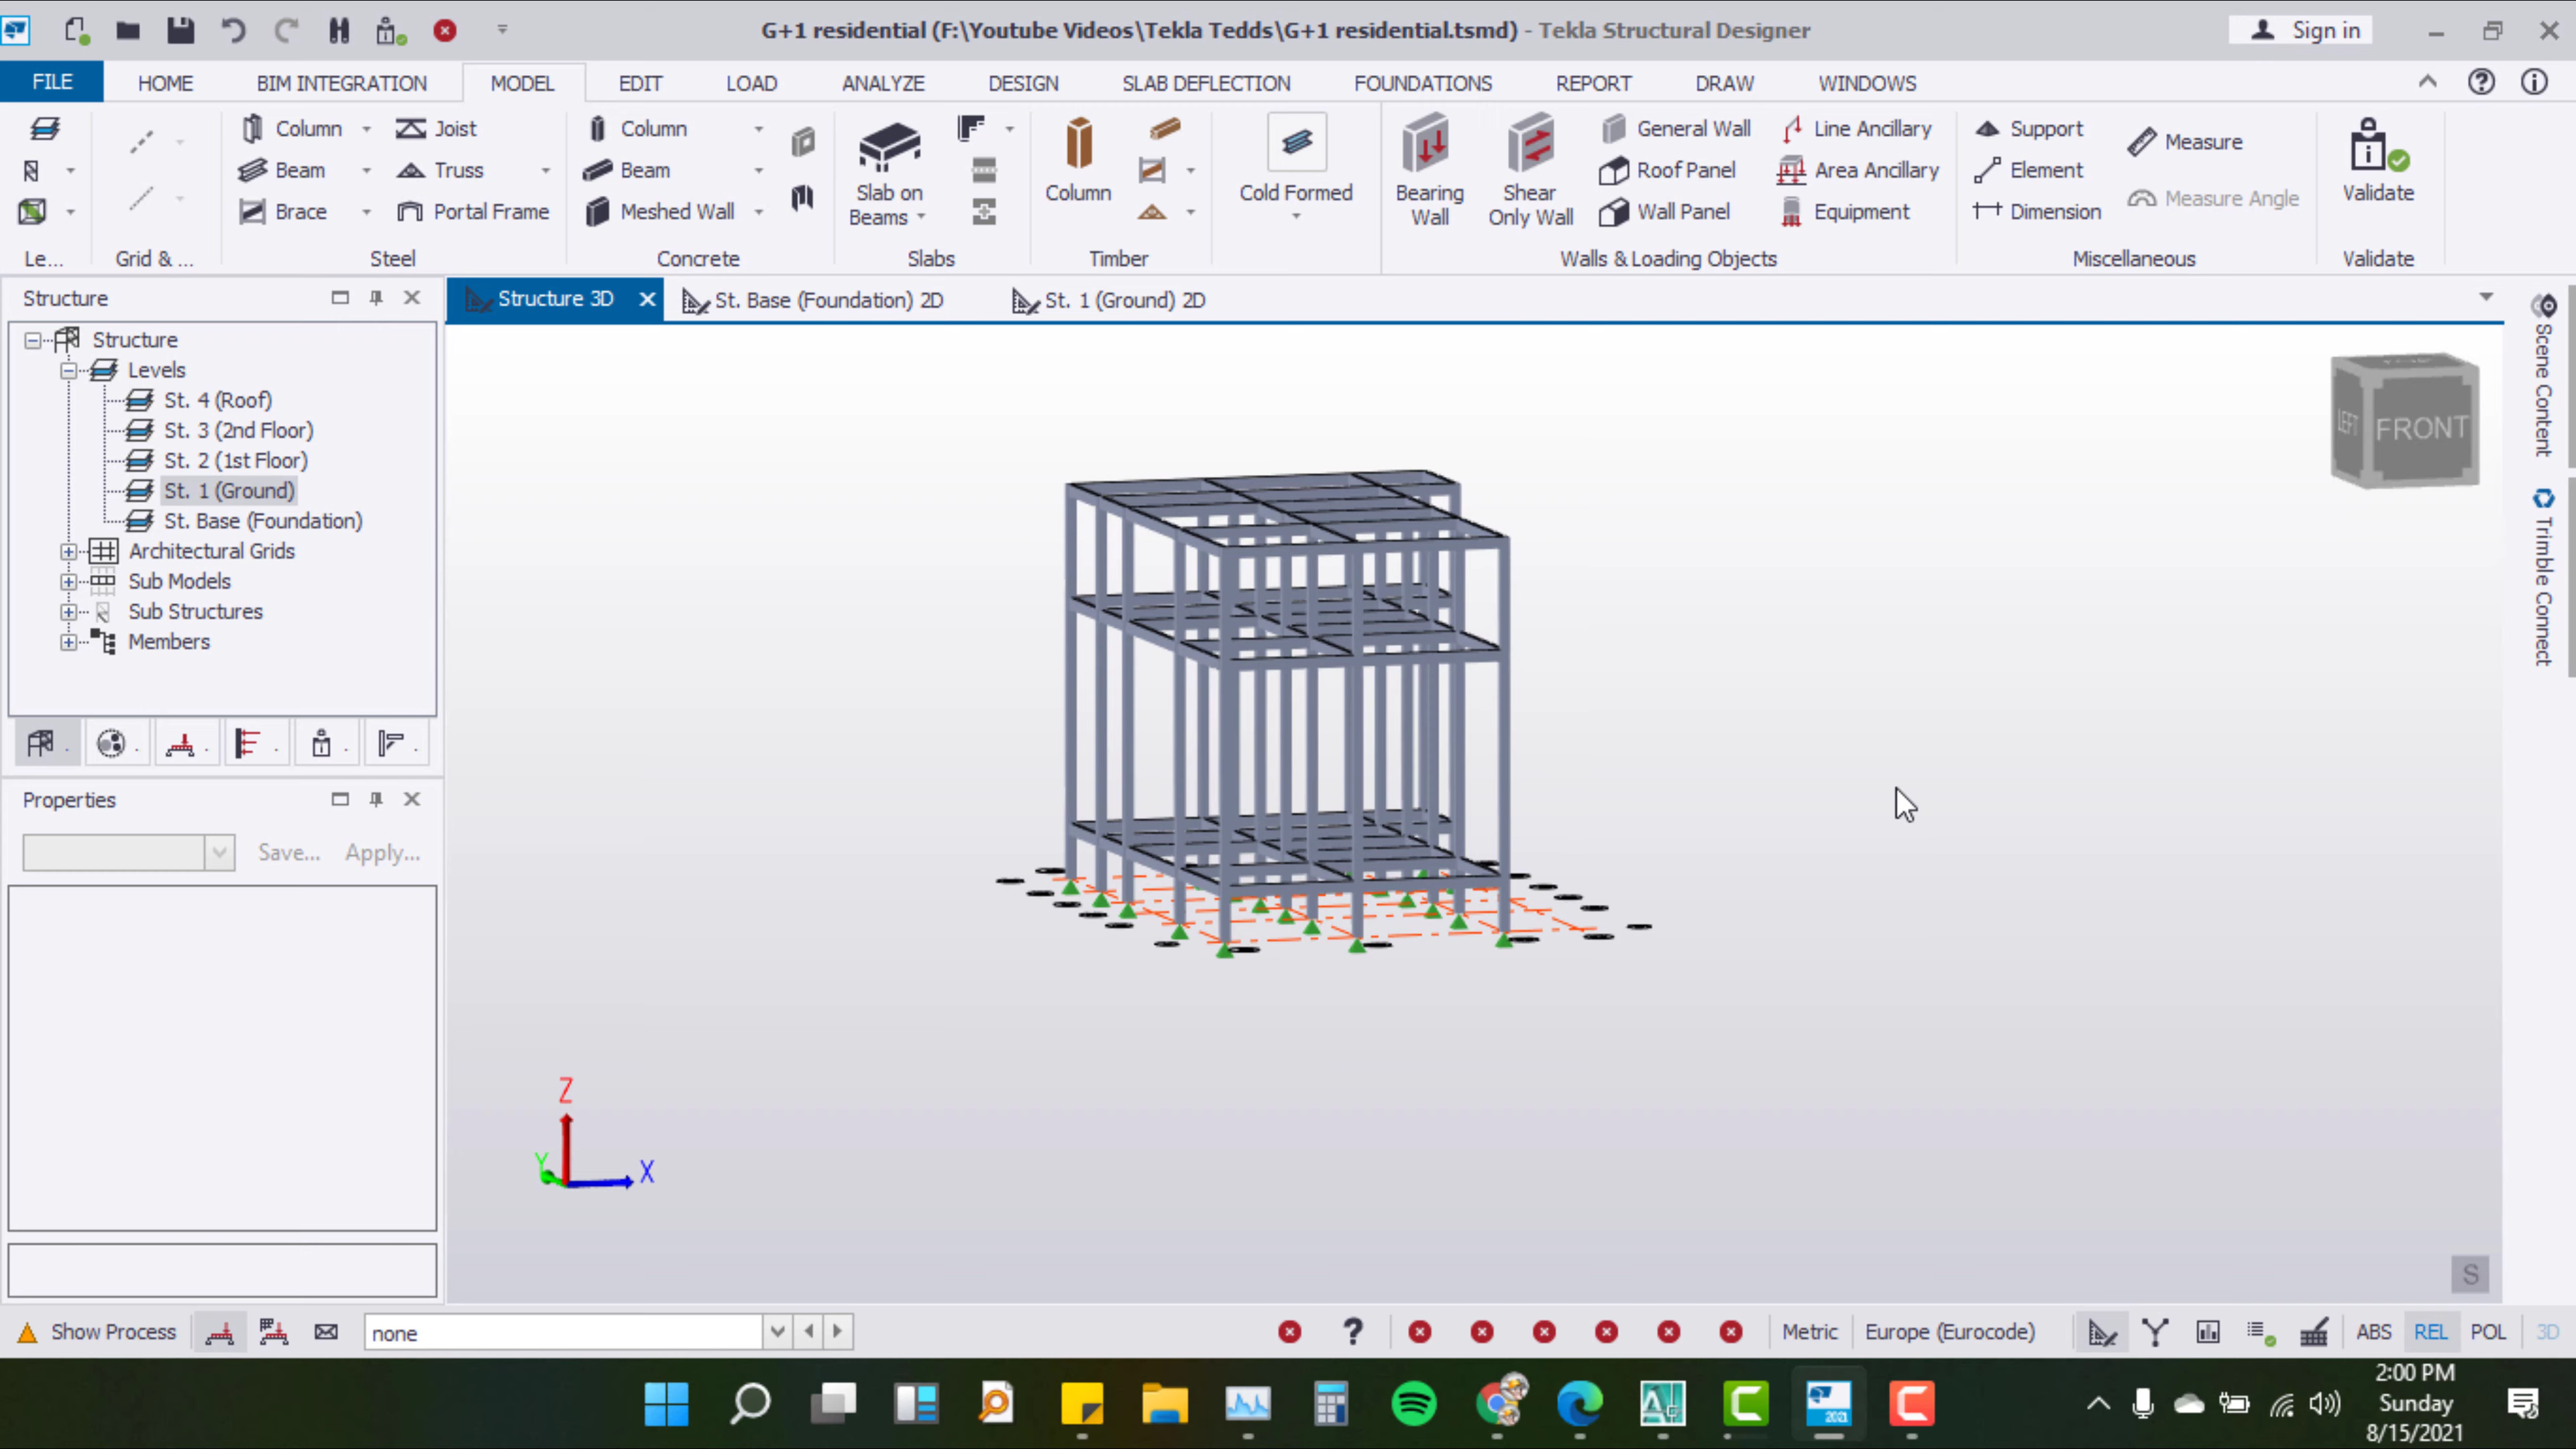 G+1 residential (F:\Youtube Videos\Tekla Tedds\G+1 residential.tsmd) - Tekla Structural Designer
Sign in
FILE HOME BIM INTEGRATION MODEL EDIT LOAD ANALYZE DESIGN SLAB DEFLECTION FOUNDATIONS REPORT DRAW WINDOWS
Column Joist Column General Wall Line Ancillary Support
Measure
Beam Truss Beam Roof Panel Area Ancillary Element
Slab on Beams
Column
Cold Formed
Bearing Wall
Shear Only Wall
Validate
Brace Portal Frame Meshed Wall Wall Panel Equipment Dimension
Measure Angle
Le... Grid & ... Steel Concrete Slabs Timber Walls & Loading Objects Miscellaneous Validate
Structure
Structure 3D St. Base (Foundation) 2D St. 1 (Ground) 2D
Structure
Levels
St. 4 (Roof)
St. 3 (2nd Floor)
St. 2 (1st Floor)
St. 1 (Ground)
St. Base (Foundation)
Architectural Grids
Sub Models
Sub Structures
Members
LEFT FRONT
Scene Content
Trimble Connect
Properties
Save... Apply...
Z
Y
X
S
Show Process none Metric Europe (Eurocode) ABS REL POL 3D
2021
2:00 PM
Sunday
8/15/2021